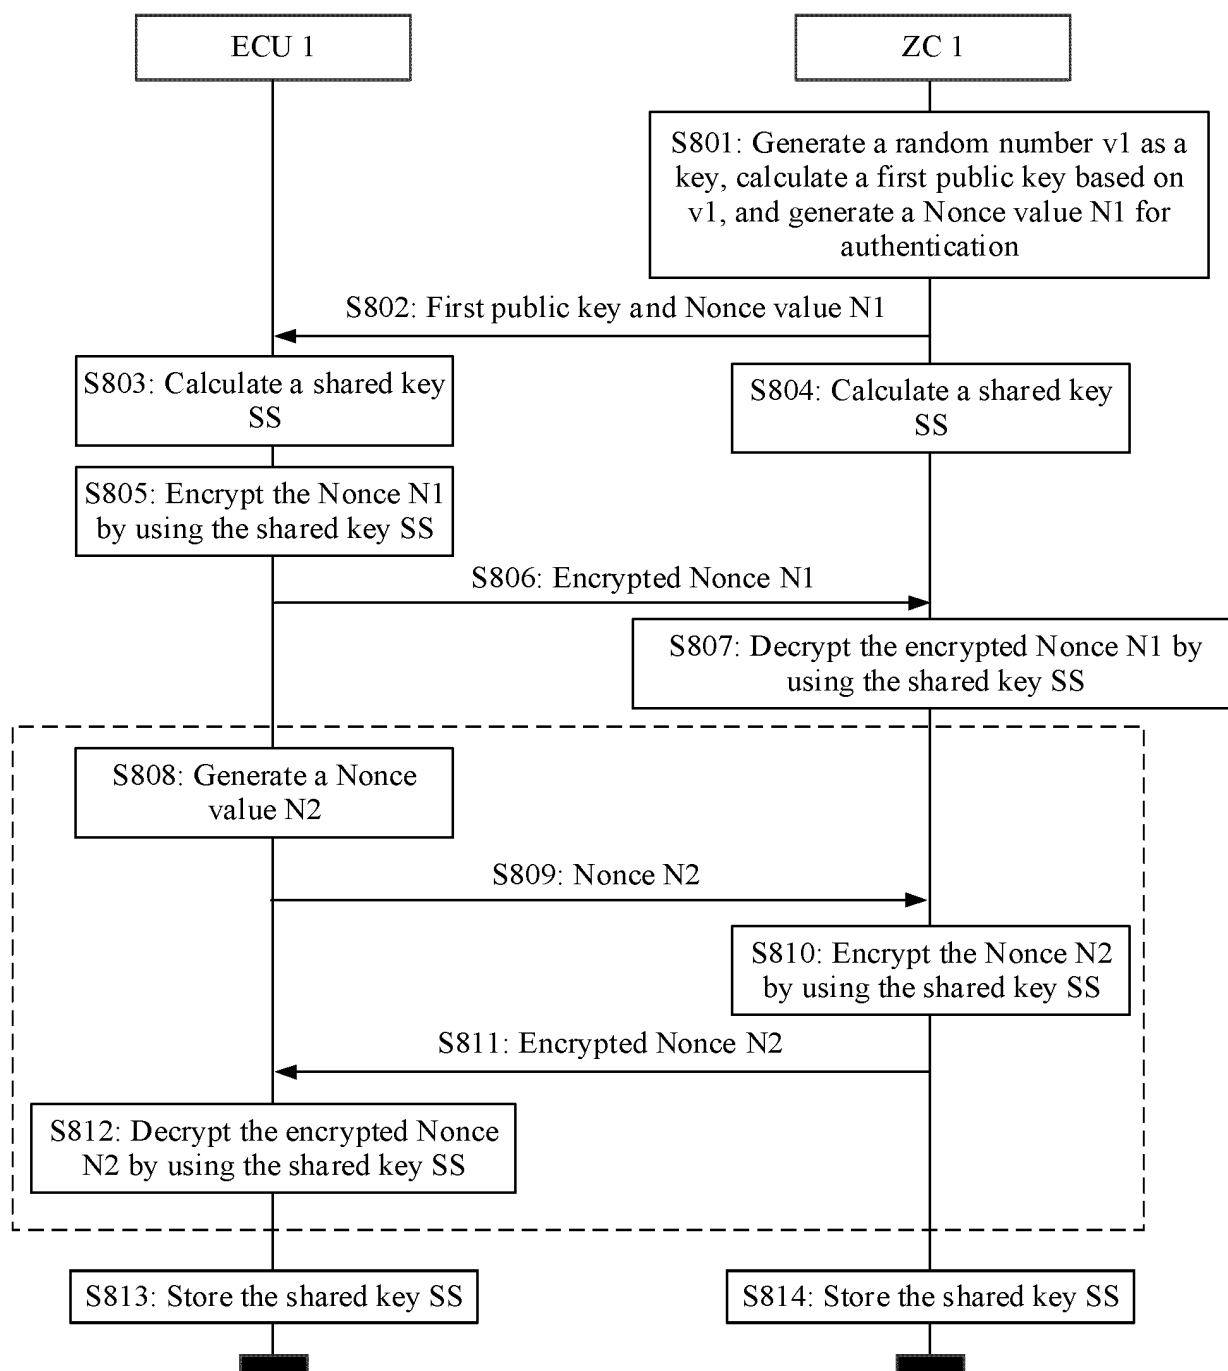 ECU 1
ZC 1
S801: Generate a random number v1 as a
key, calculate a first public key based on
v1, and generate a Nonce value N1 for
authentication
S802: First public key and Nonce value N1
S803: Calculate a shared key
SS
S804: Calculate a shared key
SS
S805: Encrypt the Nonce N1
by using the shared key SS
S806: Encrypted Nonce N1
S807: Decrypt the encrypted Nonce N1 by
using the shared key SS
S808: Generate a Nonce
value N2
S809: Nonce N2
S810: Encrypt the Nonce N2
by using the shared key SS
S811: Encrypted Nonce N2
S812: Decrypt the encrypted Nonce
N2 by using the shared key SS
S813: Store the shared key SS
S814: Store the shared key SS